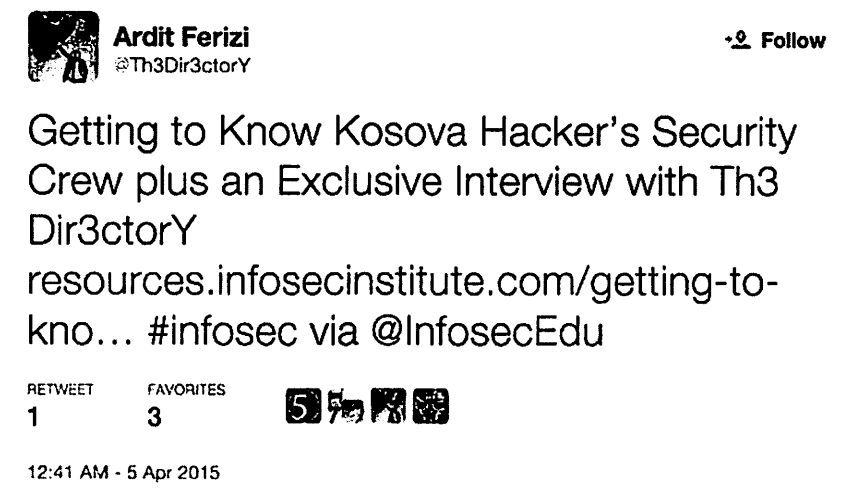 Ardit Ferizi
Follow
@Th3Dir3ctorY
Getting to Know Kosova Hacker's Security
Crew plus an Exclusive Interview with Th3
Dir3ctorY
resources.infosecinstitute.com/getting-to-
kno... #infosec via @InfosecEdu
RETWEET FAVORITES
1 3
5
12:41 AM - 5 Apr 2015